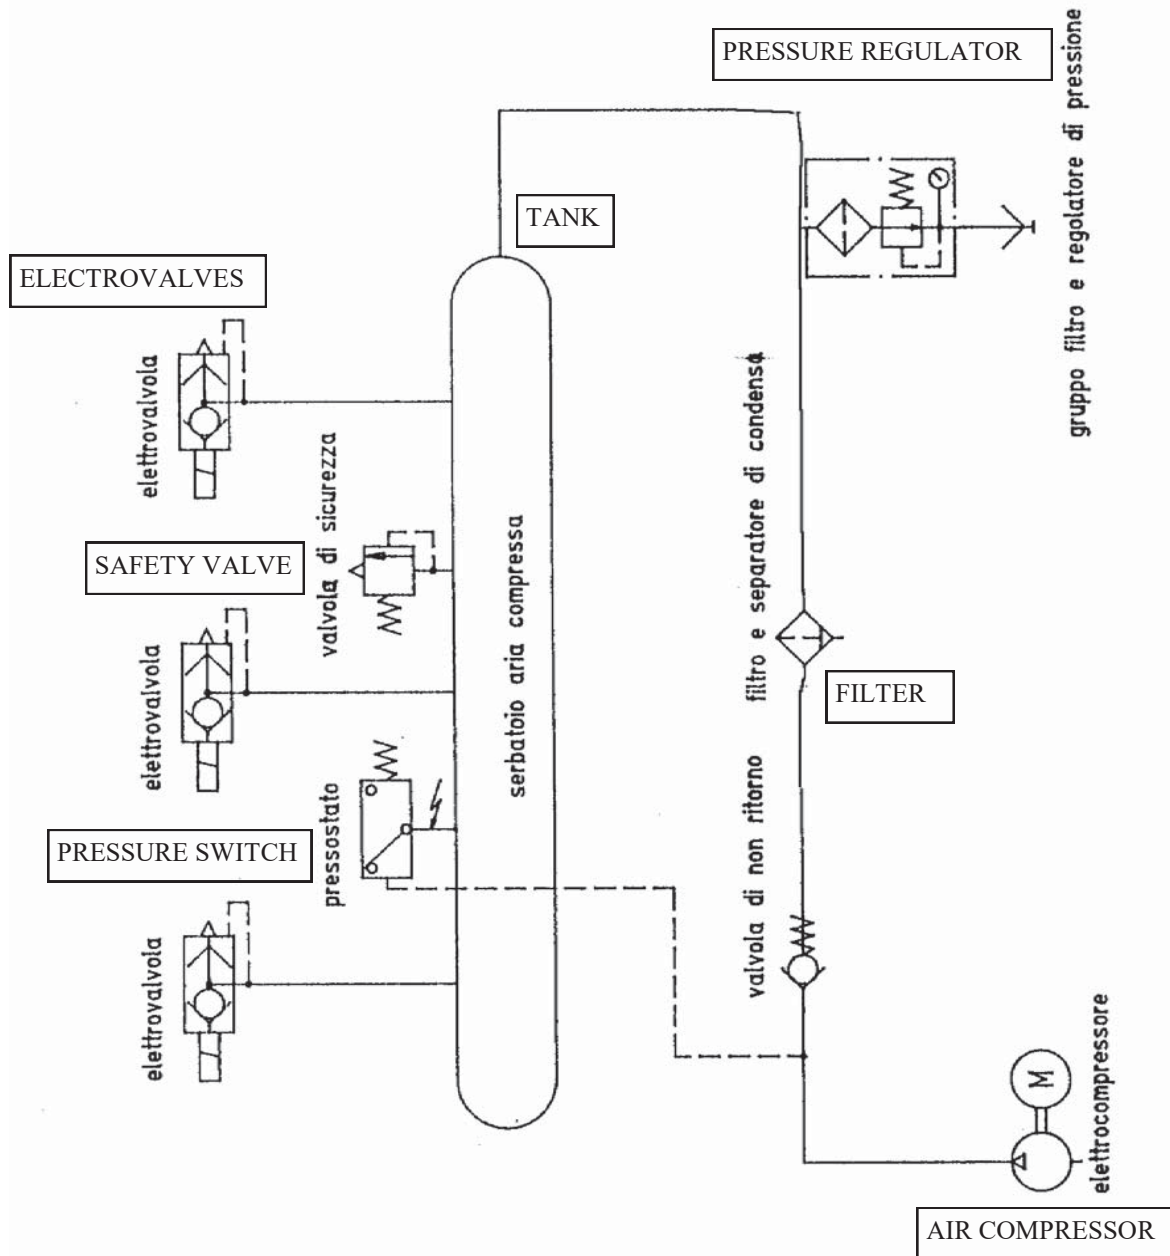 PRESSURE REGULATOR
gruppo filtro e regolatore di pressione
TANK
ELECTROVALVES
elettrovalvola
valvola di sicurezza
SAFETY VALVE
elettrovalvola
serbatoio aria compressa
filtro e separatore di condensa
FILTER
pressostato
PRESSURE SWITCH
valvola di non ritorno
elettrovalvola
M
elettrocompressore
AIR COMPRESSOR